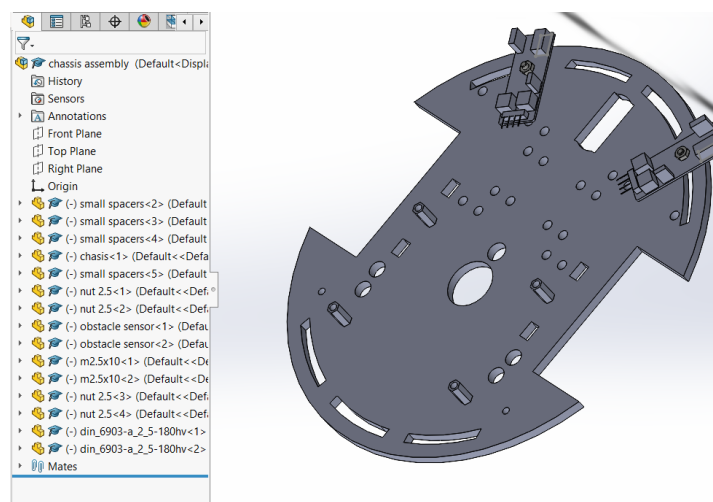 chassis assembly (Default<Displa
History
Sensors
Annotations
Front Plane
Top Plane
Right Plane
Origin
(-) small spacers<2> (Default
(-) small spacers<3> (Default
(-) small spacers<4> (Default
(-) chasis<1> (Default<<Defa
(-) small spacers<5> (Default
(-) nut 2.5<1> (Default<<Def
(-) nut 2.5<2> (Default<<Def
(-) obstacle sensor<1> (Defau
(-) obstacle sensor<2> (Defau
(-) m2.5x10<1> (Default<<De
(-) m2.5x10<2> (Default<<De
(-) nut 2.5<3> (Default<<Def
(-) nut 2.5<4> (Default<<Def
(-) din_6903-a_2_5-180hv<1>
(-) din_6903-a_2_5-180hv<2>
Mates